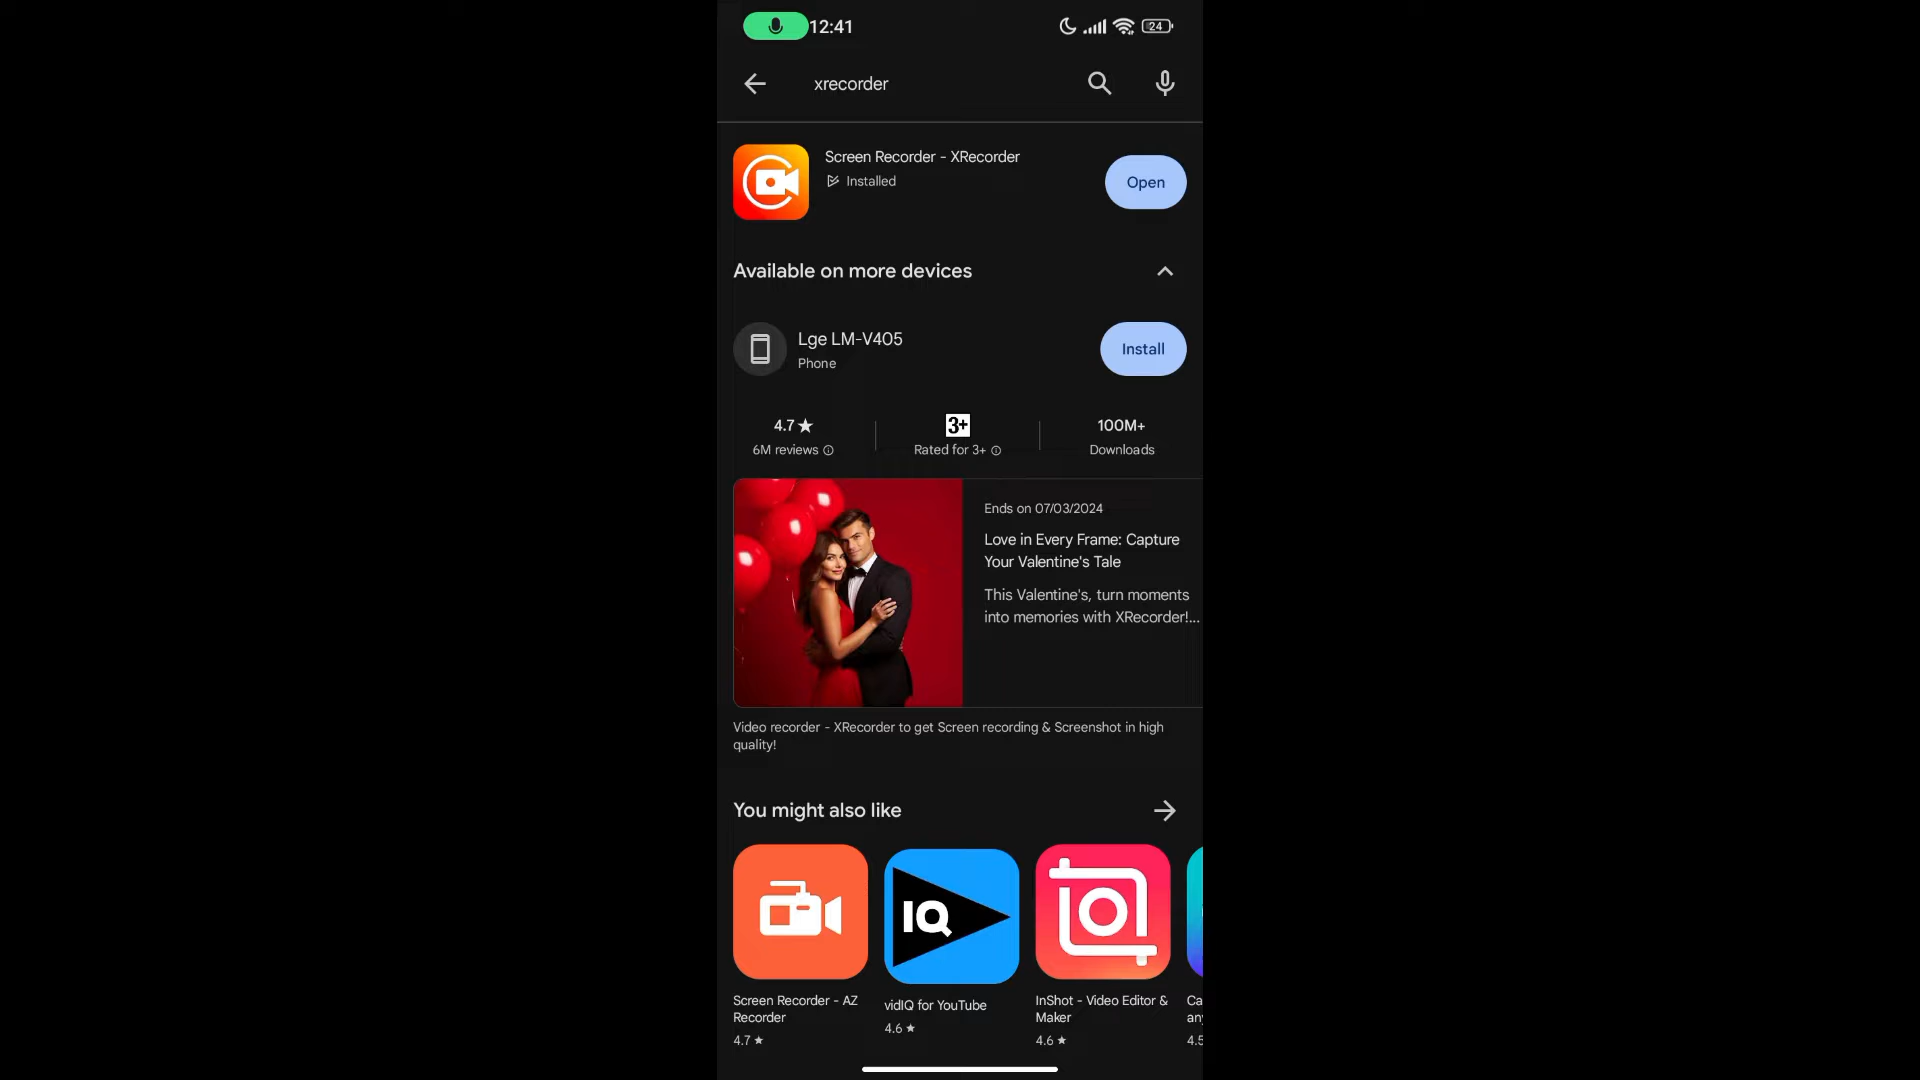 12:41
24
xrecorder
Screen Recorder - XRecorder
Installed
Open
Available on more devices
Lge LM-V405
Phone
Install
4.7★
6M reviews
3+
Rated for 3+
100M+
Downloads
Ends on 07/03/2024
Love in Every Frame: Capture
Your Valentine's Tale
This Valentine's, turn moments
into memories with XRecorder!...
Video recorder - XRecorder to get Screen recording & Screenshot in high
quality!
You might also like
IQ
Screen Recorder - AZ
Recorder
4.7 ★
vidIQ for YouTube
4.6 ★
InShot - Video Editor &
Maker
4.6 ★
Ca
any
4.5